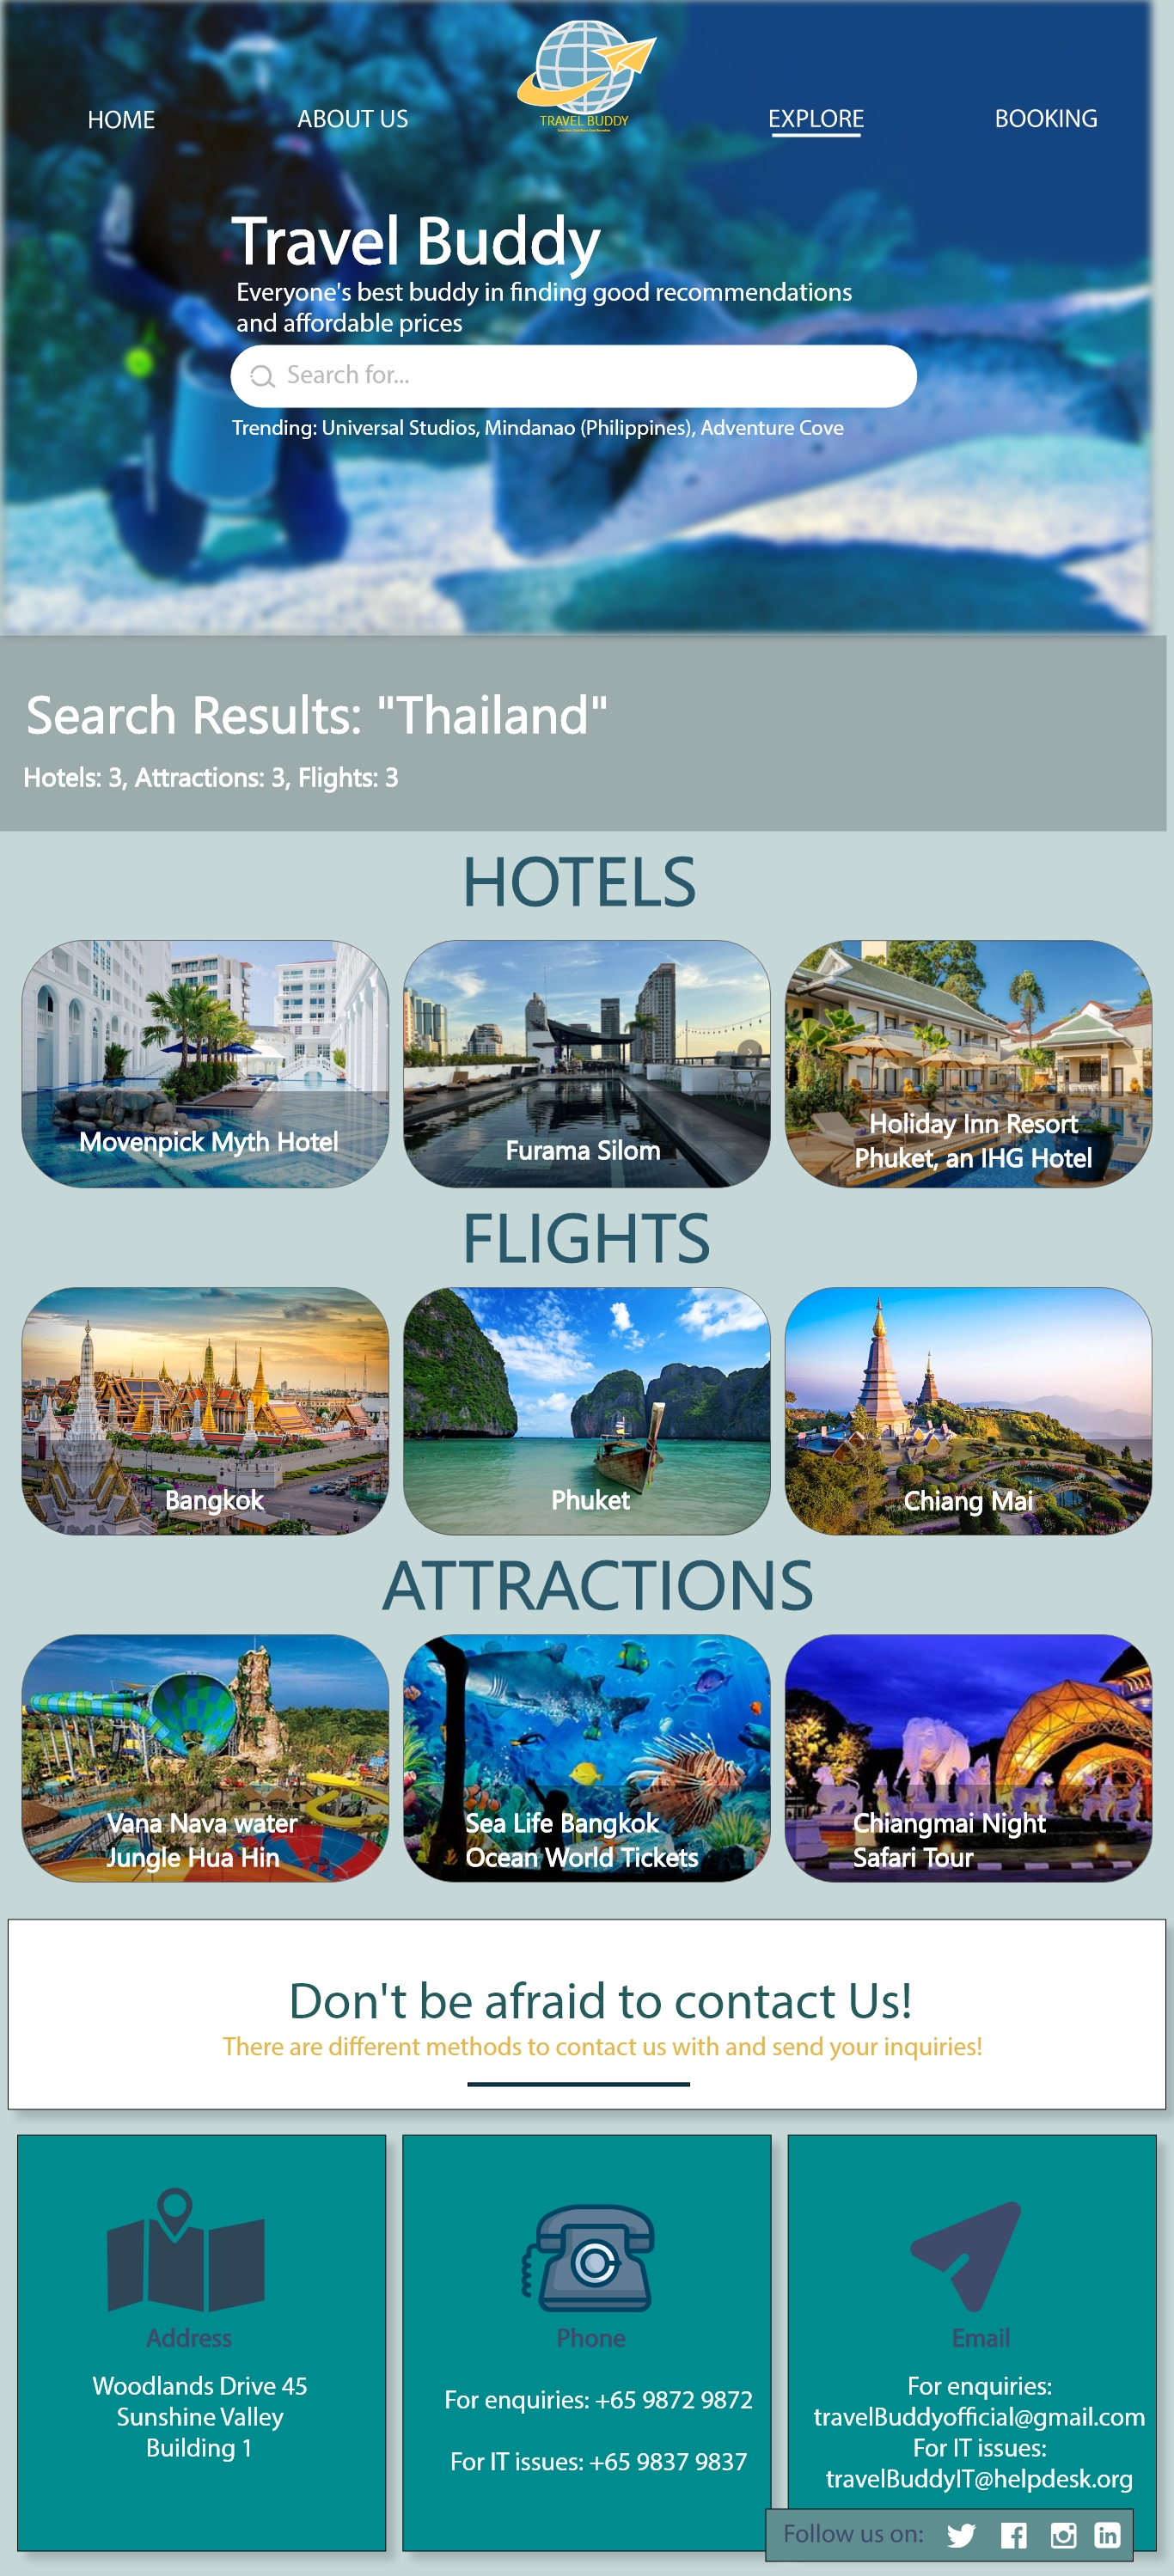 HOME
ABOUT US
TRAVEL BUDDY
EXPLORE
BOOKING
Travel Buddy
Everyone's best buddy in finding good recommendations
and affordable prices
Search for...
Trending: Universal Studios, Mindanao (Philippines), Adventure Cove
Search Results: "Thailand"
Hotels: 3, Attractions: 3, Flights: 3
HOTELS
Movenpick Myth Hotel
Furama Silom
Holiday Inn Resort
Phuket, an IHG Hotel
FLIGHTS
Bangkok
Phuket
Chiang Mai
ATTRACTIONS
Vana Nava water
Jungle Hua Hin
Sea Life Bangkok
Ocean World Tickets
Chiangmai Night
Safari Tour
Don't be afraid to contact Us!
There are different methods to contact us with and send your inquiries!
Address
Woodlands Drive 45
Sunshine Valley
Building 1
Phone
For enquiries: +65 9872 9872
For IT issues: +65 9837 9837
Email
For enquiries:
travelBuddyofficial@gmail.com
For IT issues:
travelBuddyIT@helpdesk.org
Follow us on: